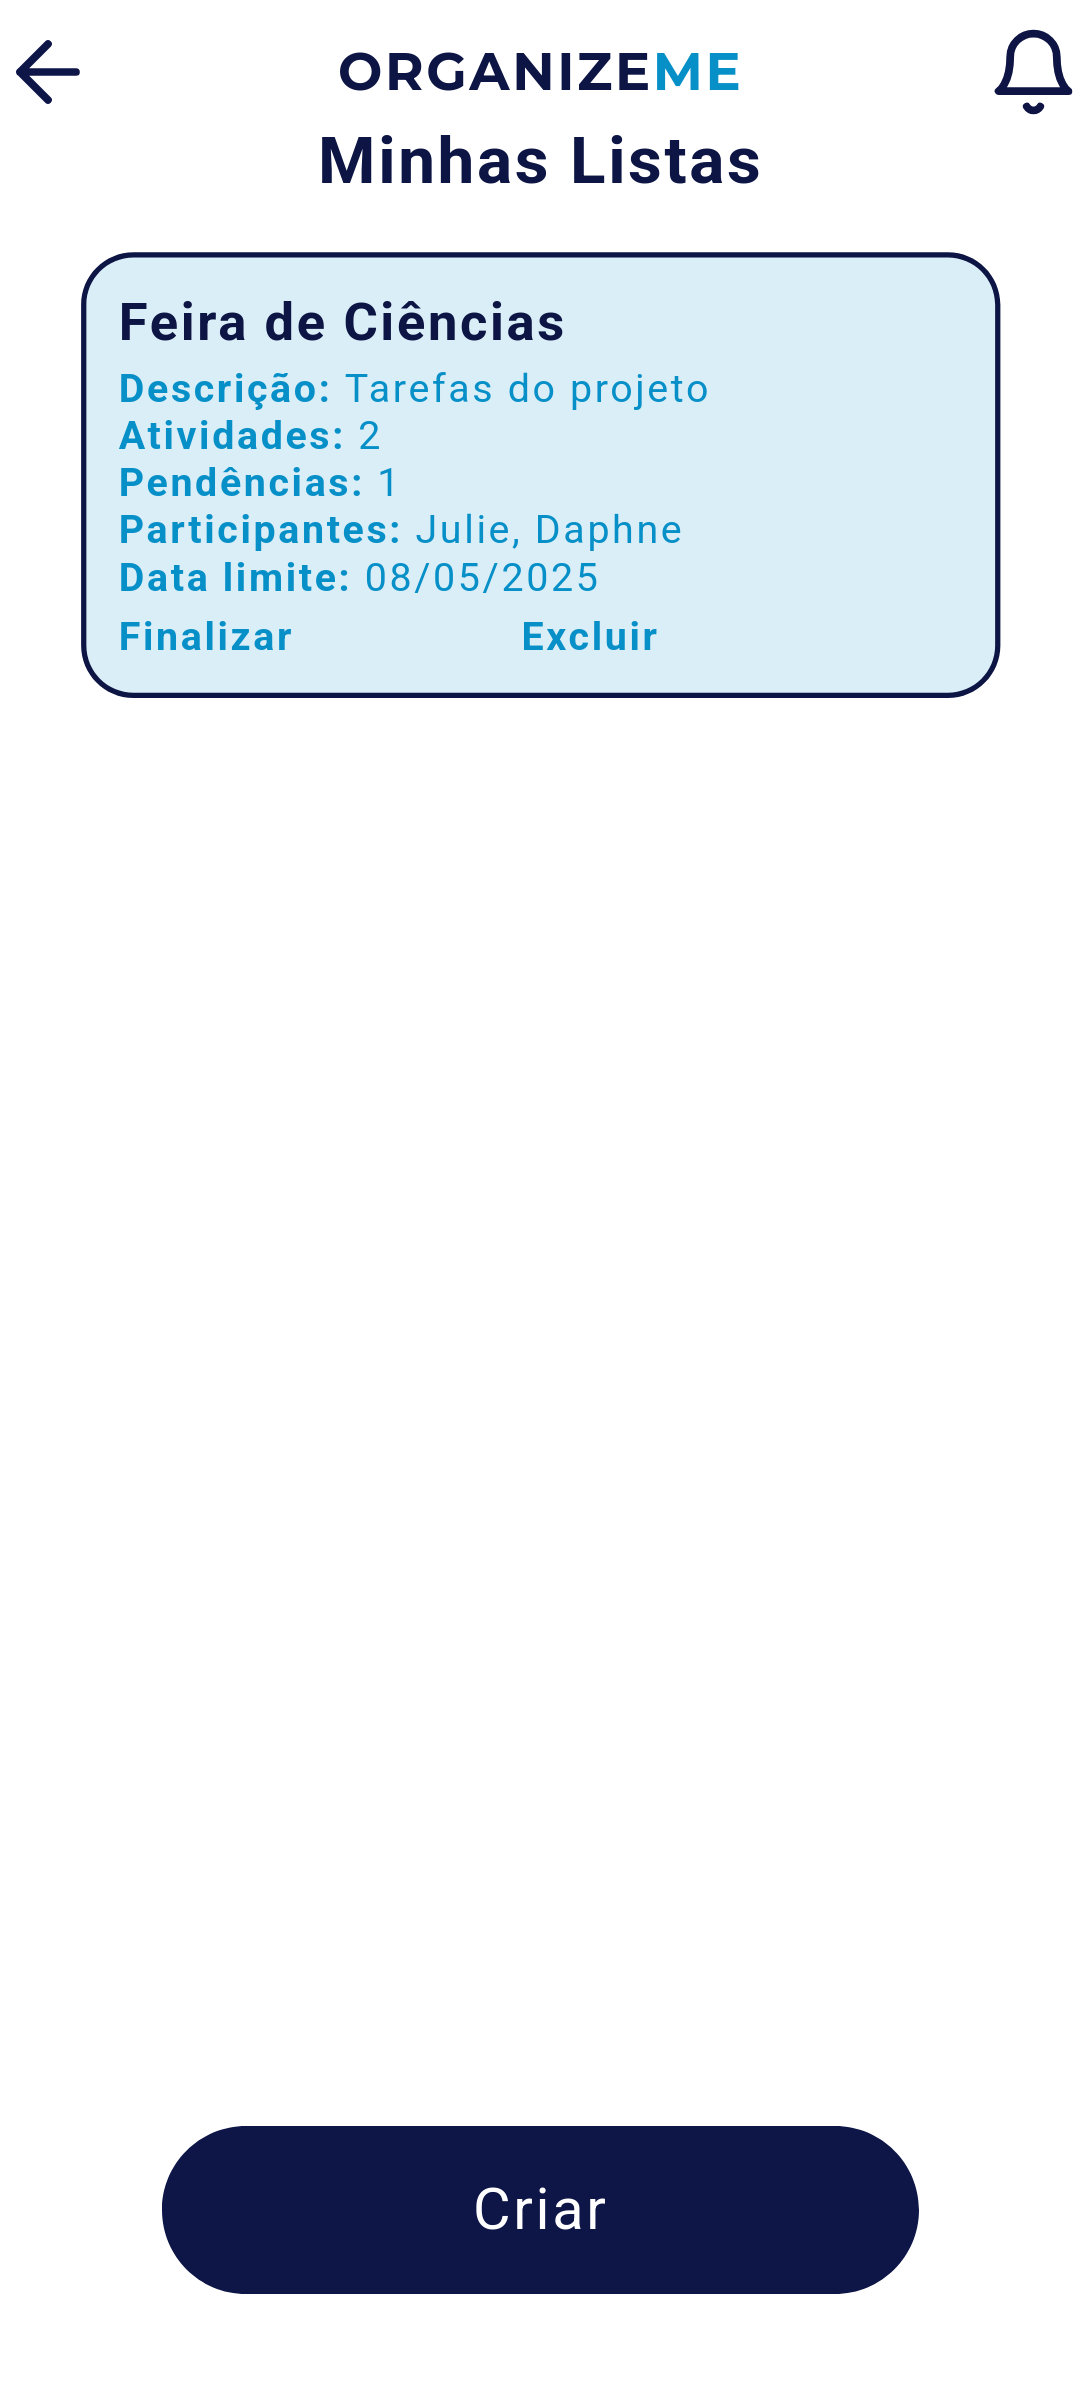 ORGANIZEME
Minhas Listas
Feira de Ciências
Descrição: Tarefas do projeto
Atividades: 2
Pendências: 1
Participantes: Julie, Daphne
Data limite: 08/05/2025
Finalizar Excluir
Criar